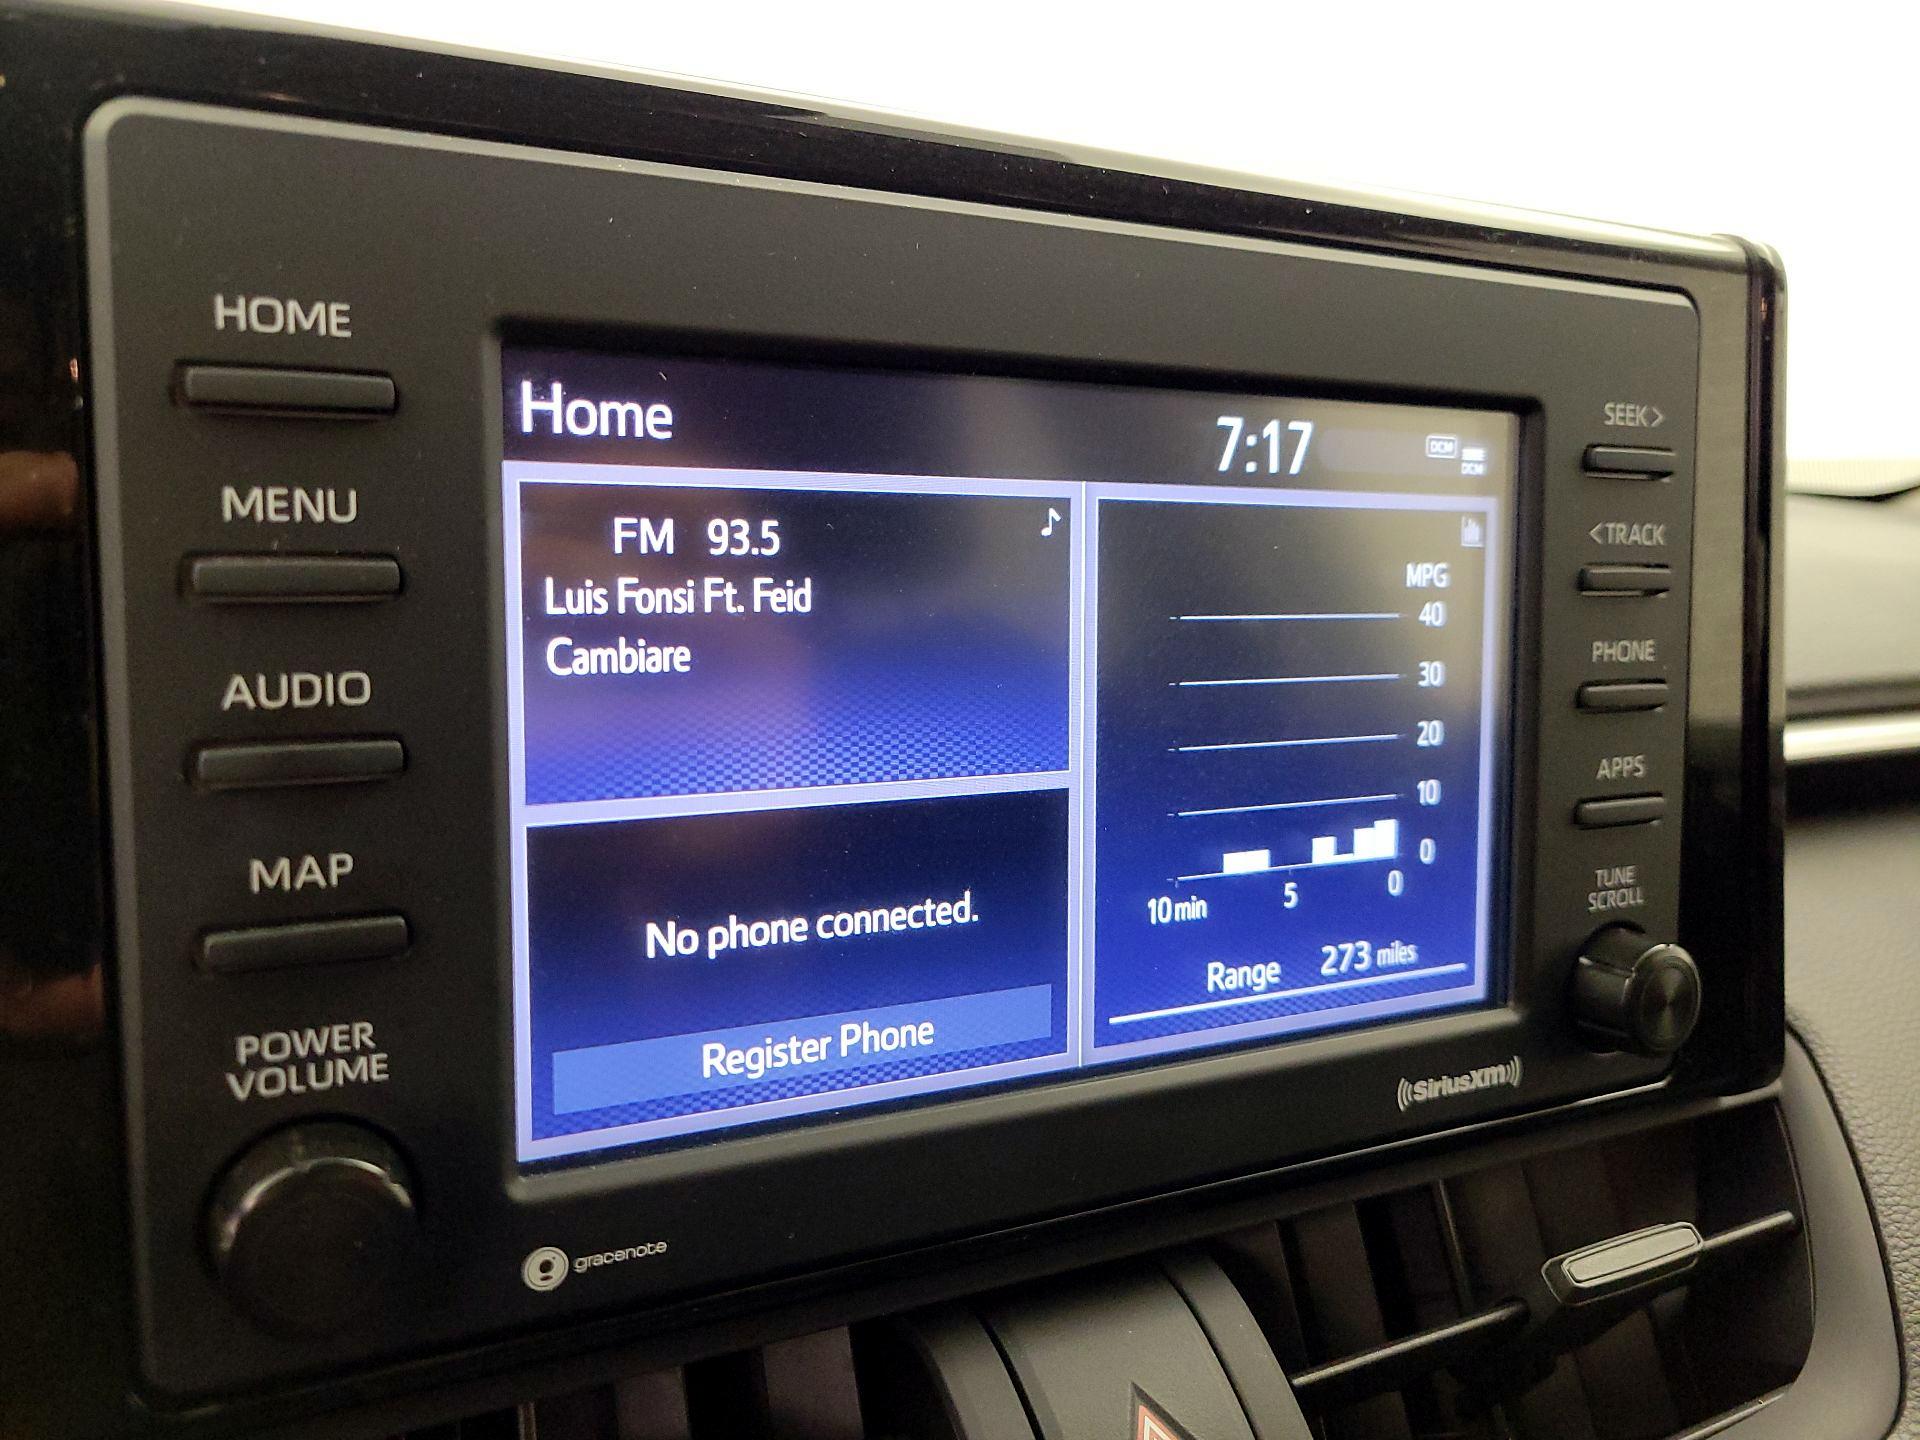 HOME
MENU
AUDIO
MAP
POWER
VOLUME
Home
7:17
DCM
DCM
FM 93.5
Luis Fonsi Ft. Feid
Cambiare
No phone connected.
Register Phone
MPG
40
30
20
10
0
10 min 5 0
Range 273 miles
SEEK >
< TRACK
PHONE
APPS
TUNE
SCROLL
((SiriusXM))
gracenote